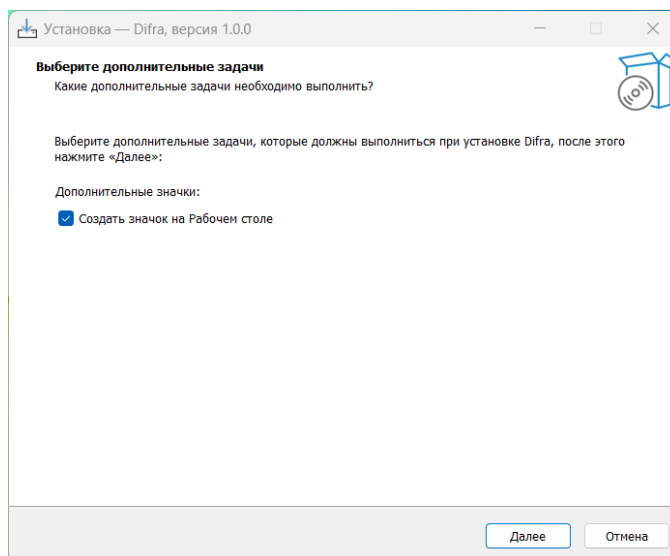 Установка — Difra, версия 1.0.0
Выберите дополнительные задачи
Какие дополнительные задачи необходимо выполнить?
Выберите дополнительные задачи, которые должны выполниться при установке Difra, после этого
нажмите «Далее»:
Дополнительные значки:
Создать значок на Рабочем столе
Далее
Отмена